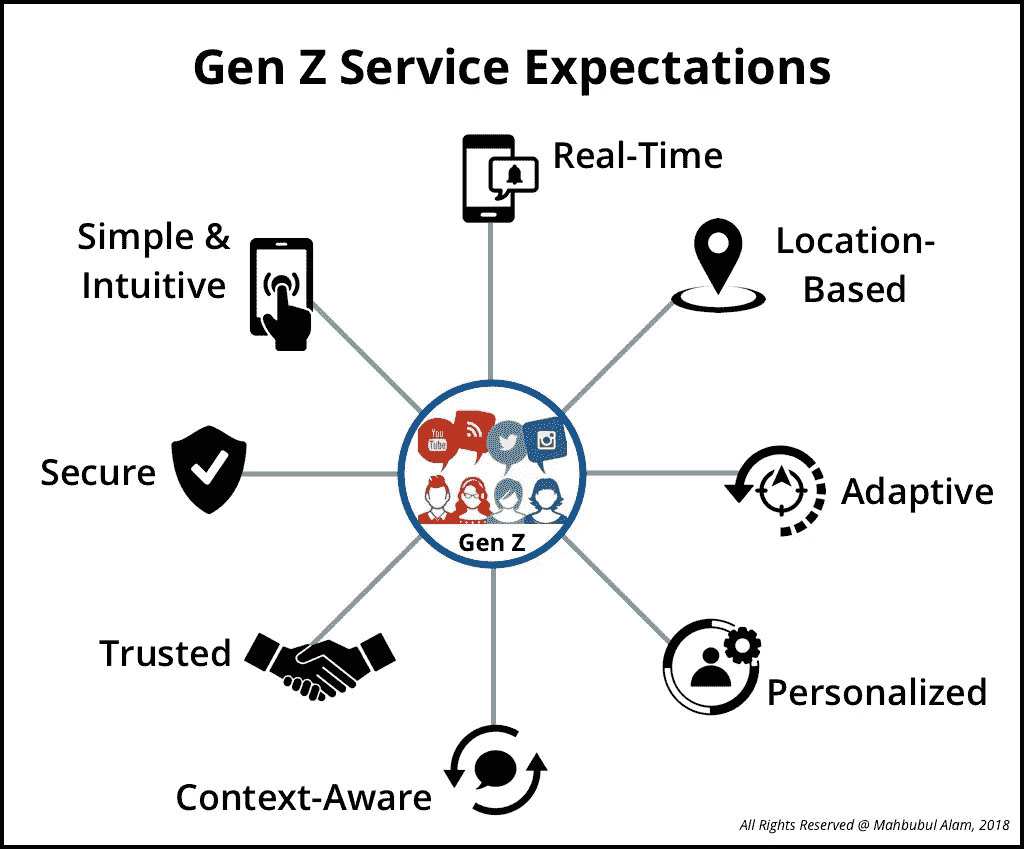 Gen Z Service Expectations
Real-Time
Simple &
Intuitive
Location-
Based
You
Tube
Secure
Adaptive
Gen Z
Trusted
Personalized
Context-Aware
All Rights Reserved @ Mahbubul Alam, 2018